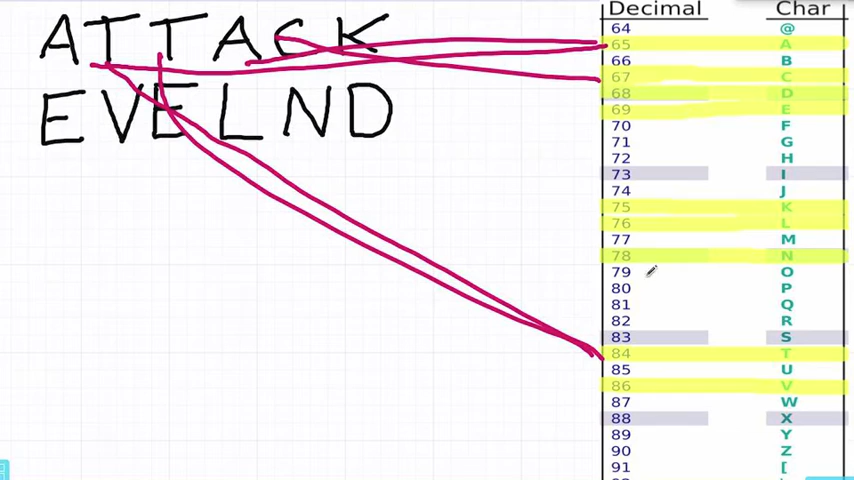 ATTACK
EVELND
Decimal Char
64 @
65 A
66 B
67 C
68 D
69 E
70 F
71 G
72 H
73 I
74 J
75 K
76 L
77 M
78 N
79 O
80 P
81 Q
82 R
83 S
84 T
85 U
86 V
87 W
88 X
89 Y
90 Z
91 [